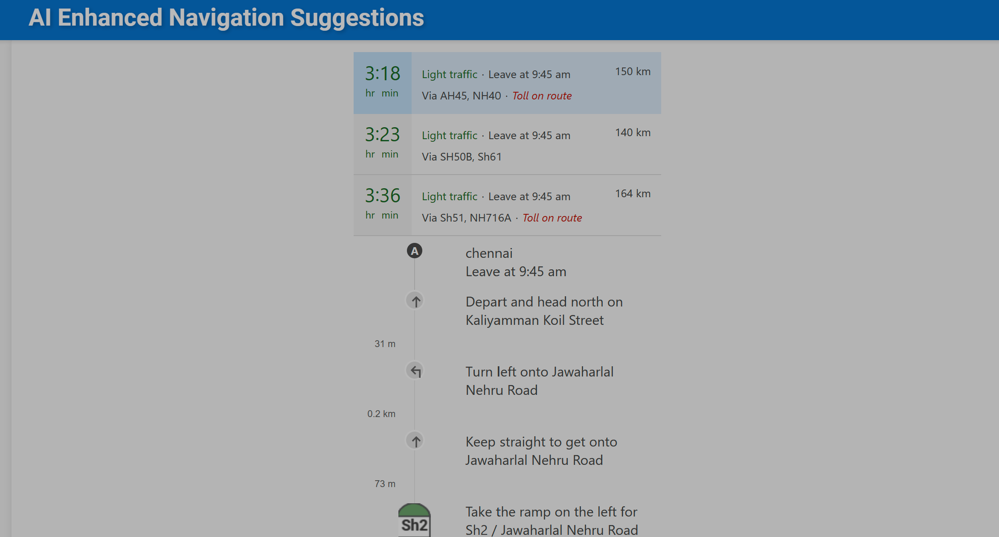 AI Enhanced Navigation Suggestions
3:18
hr min
Light traffic · Leave at 9:45 am
150 km
Via AH45, NH40 · Toll on route
3:23
hr min
Light traffic · Leave at 9:45 am
140 km
Via SH50B, Sh61
3:36
hr min
Light traffic · Leave at 9:45 am
164 km
Via Sh51, NH716A · Toll on route
A
chennai
Leave at 9:45 am
Depart and head north on
Kaliyamman Koil Street
31 m
Turn left onto Jawaharlal
Nehru Road
0.2 km
Keep straight to get onto
Jawaharlal Nehru Road
73 m
Sh2
Take the ramp on the left for
Sh2 / Jawaharlal Nehru Road